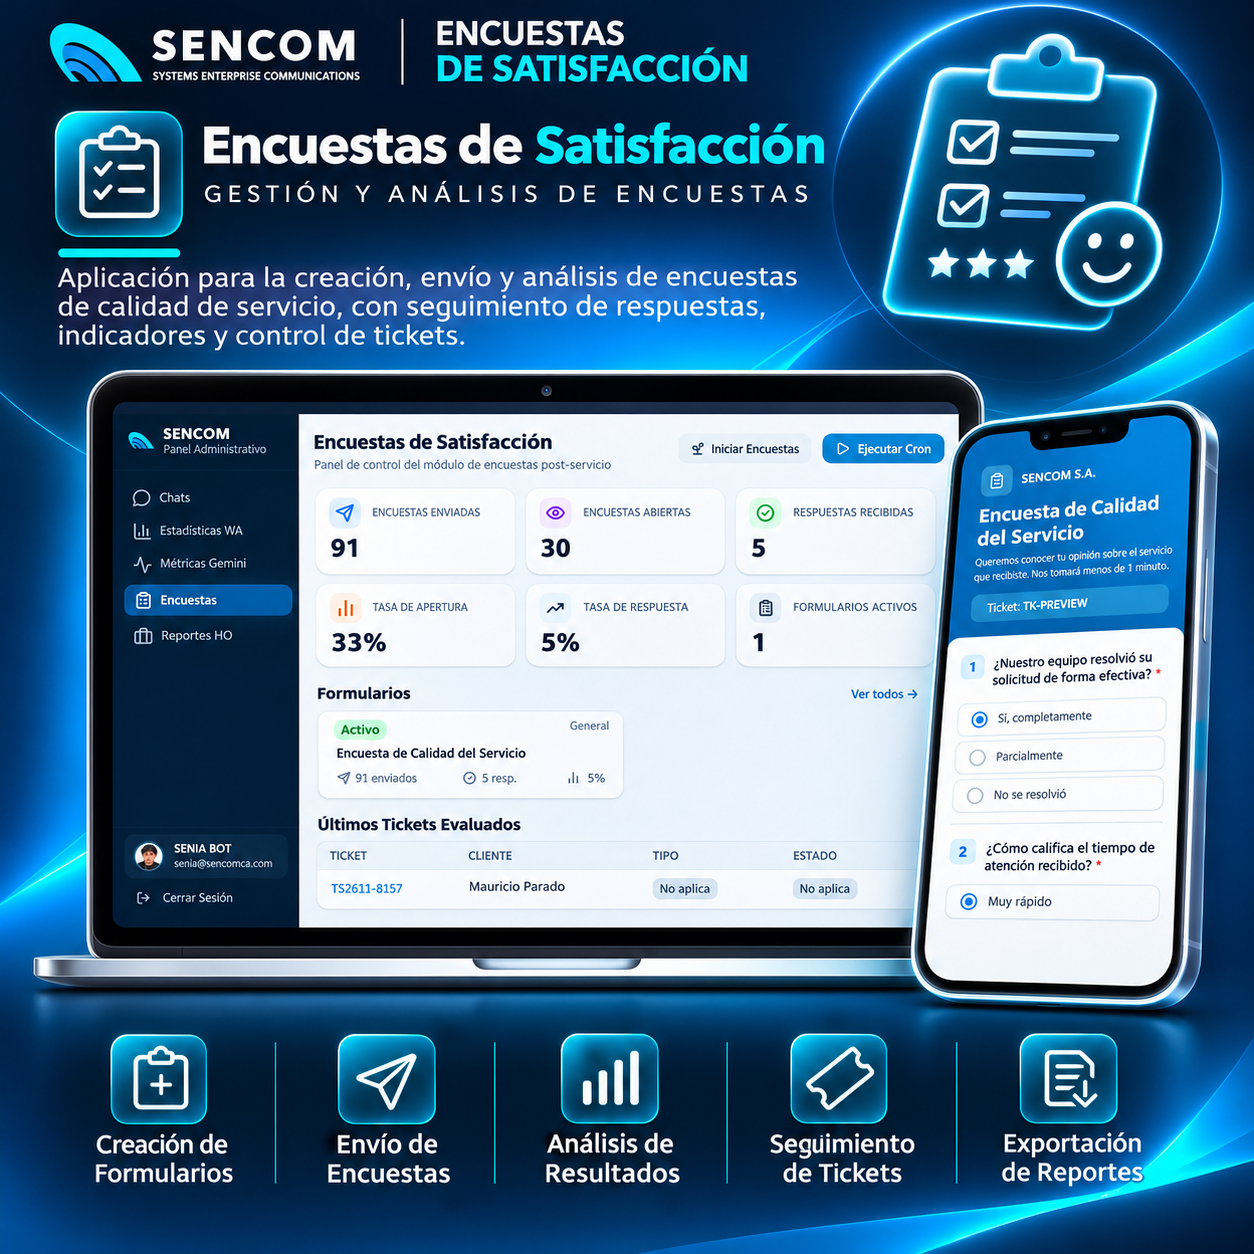 SENCOM
SYSTEMS ENTERPRISE COMMUNICATIONS
ENCUESTAS
DE SATISFACCIÓN
Encuestas de Satisfacción
GESTIÓN Y ANÁLISIS DE ENCUESTAS
Aplicación para la creación, envío y análisis de encuestas
de calidad de servicio, con seguimiento de respuestas,
indicadores y control de tickets.
SENCOM
Panel Administrativo
Chats
Estadísticas WA
Métricas Gemini
Encuestas
Reportes HO
SENIA BOT
senia@sencomca.com
Cerrar Sesión
Encuestas de Satisfacción
Panel de control del módulo de encuestas post-servicio
Iniciar Encuestas
Ejecutar Cron
ENCUESTAS ENVIADAS
91
ENCUESTAS ABIERTAS
30
RESPUESTAS RECIBIDAS
5
TASA DE APERTURA
33%
TASA DE RESPUESTA
5%
FORMULARIOS ACTIVOS
1
Formularios
Ver todos →
Activo
General
Encuesta de Calidad del Servicio
91 enviados
5 resp.
5%
Últimos Tickets Evaluados
TICKET CLIENTE TIPO ESTADO
TS2611-8157 Mauricio Parado No aplica No aplica
SENCOM S.A.
Encuesta de Calidad
del Servicio
Queremos conocer tu opinión sobre el servicio
que recibiste. Nos tomará menos de 1 minuto.
Ticket: TK-PREVIEW
1 ¿Nuestro equipo resolvió su
solicitud de forma efectiva? *
Sí, completamente
Parcialmente
No se resolvió
2 ¿Cómo califica el tiempo de
atención recibido? *
Muy rápido
Creación de
Formularios
Envío de
Encuestas
Análisis de
Resultados
Seguimiento
de Tickets
Exportación
de Reportes